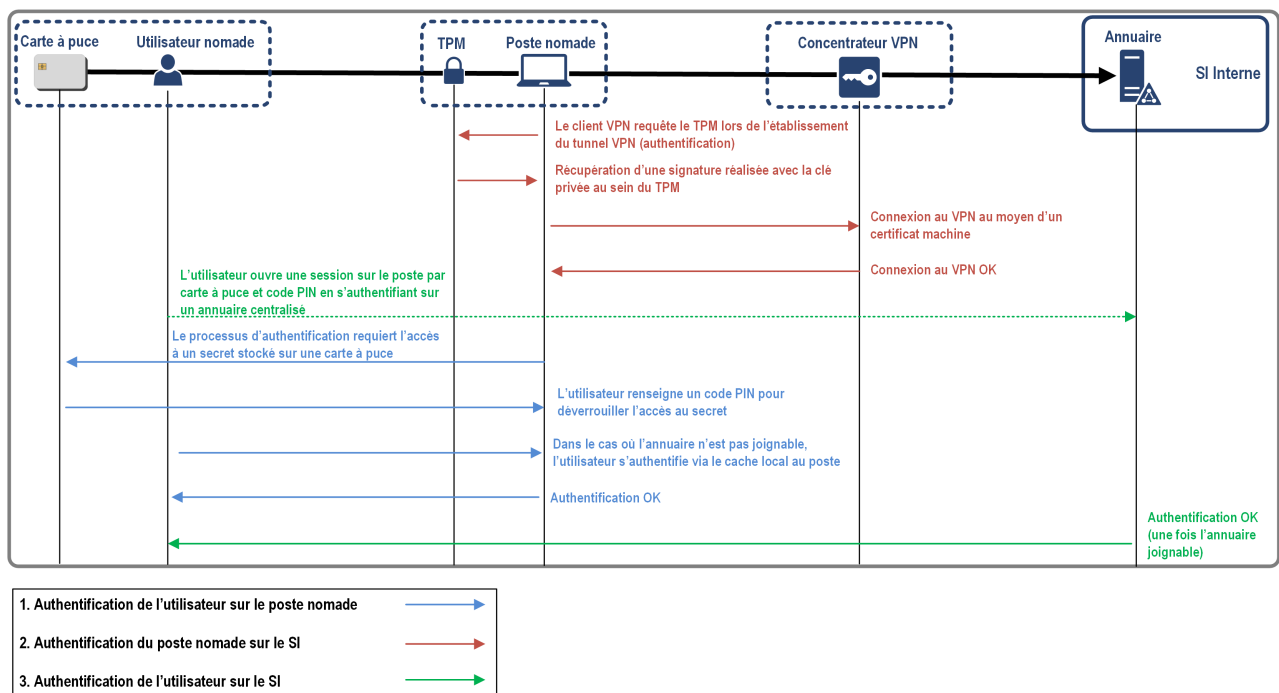 Carte à puce
Utilisateur nomade
TPM
Poste nomade
Concentrateur VPN
Annuaire
SI Interne
Le client VPN requête le TPM lors de l'établissement
du tunnel VPN (authentification)
Récupération d'une signature réalisée avec la clé
privée au sein du TPM
Connexion au VPN au moyen d'un
certificat machine
Connexion au VPN OK
L'utilisateur ouvre une session sur le poste par
carte à puce et code PIN en s'authentifiant sur
un annuaire centralisé
Le processus d'authentification requiert l'accès
à un secret stocké sur une carte à puce
L'utilisateur renseigne un code PIN pour
déverrouiller l'accès au secret
Dans le cas où l'annuaire n'est pas joignable,
l'utilisateur s'authentifie via le cache local au poste
Authentification OK
Authentification OK
(une fois l'annuaire
joignable)
1. Authentification de l'utilisateur sur le poste nomade
2. Authentification du poste nomade sur le SI
3. Authentification de l'utilisateur sur le SI